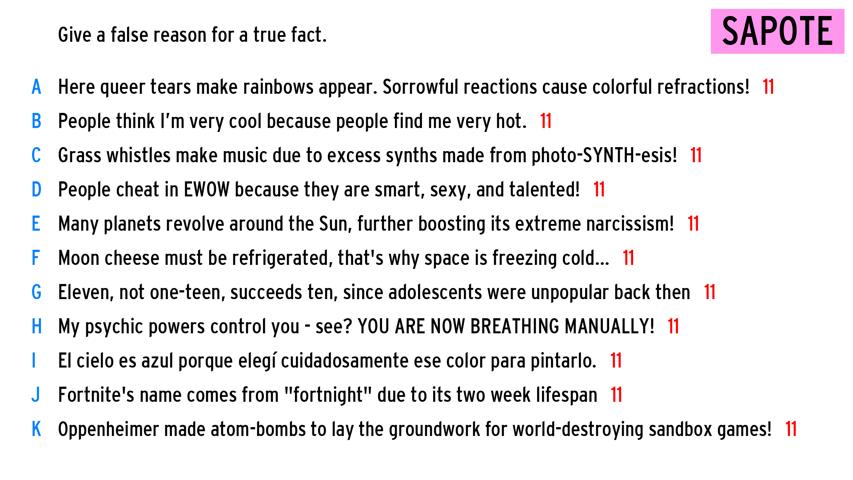 Give a false reason for a true fact.
SAPOTE
A Here queer tears make rainbows appear. Sorrowful reactions cause colorful refractions! 11
B People think I'm very cool because people find me very hot. 11
C Grass whistles make music due to excess synths made from photo-SYNTH-esis! 11
D People cheat in EWOW because they are smart, sexy, and talented! 11
E Many planets revolve around the Sun, further boosting its extreme narcissism! 11
F Moon cheese must be refrigerated, that's why space is freezing cold... 11
G Eleven, not one-teen, succeeds ten, since adolescents were unpopular back then 11
H My psychic powers control you - see? YOU ARE NOW BREATHING MANUALLY! 11
I El cielo es azul porque elegí cuidadosamente ese color para pintarlo. 11
J Fortnite's name comes from "fortnight" due to its two week lifespan 11
K Oppenheimer made atom-bombs to lay the groundwork for world-destroying sandbox games! 11